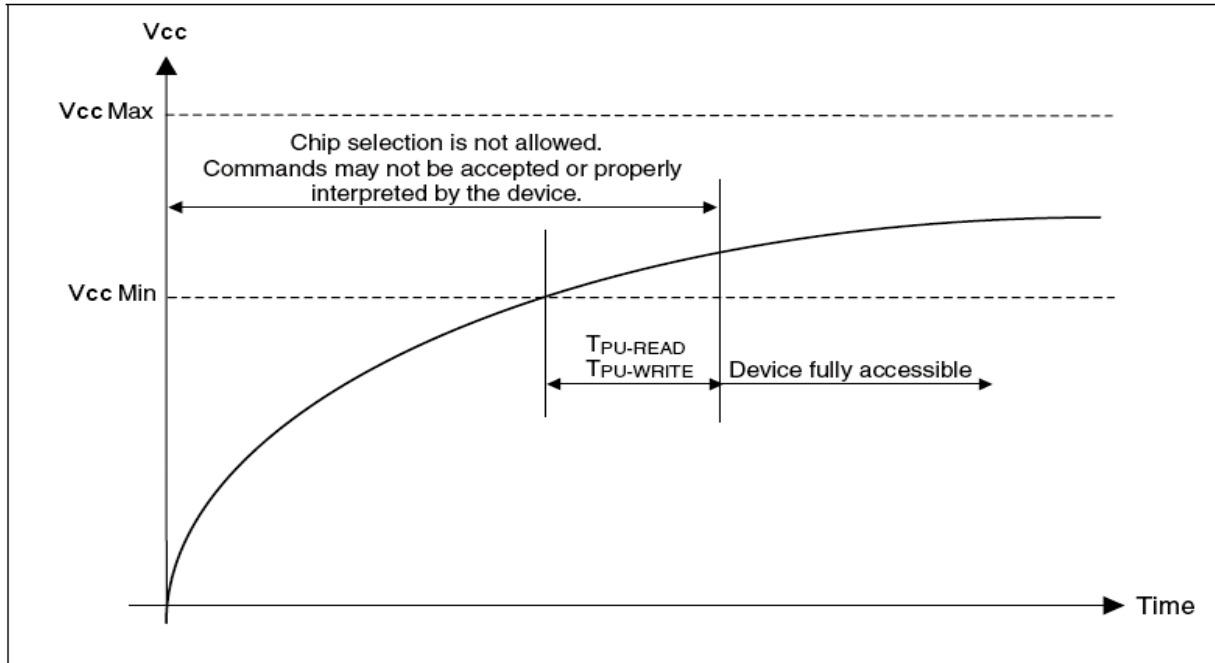 Vcc
Vcc Max
Chip selection is not allowed.
Commands may not be accepted or properly
interpreted by the device.
Vcc Min
TPU-READ
TPU-WRITE
Device fully accessible
Time